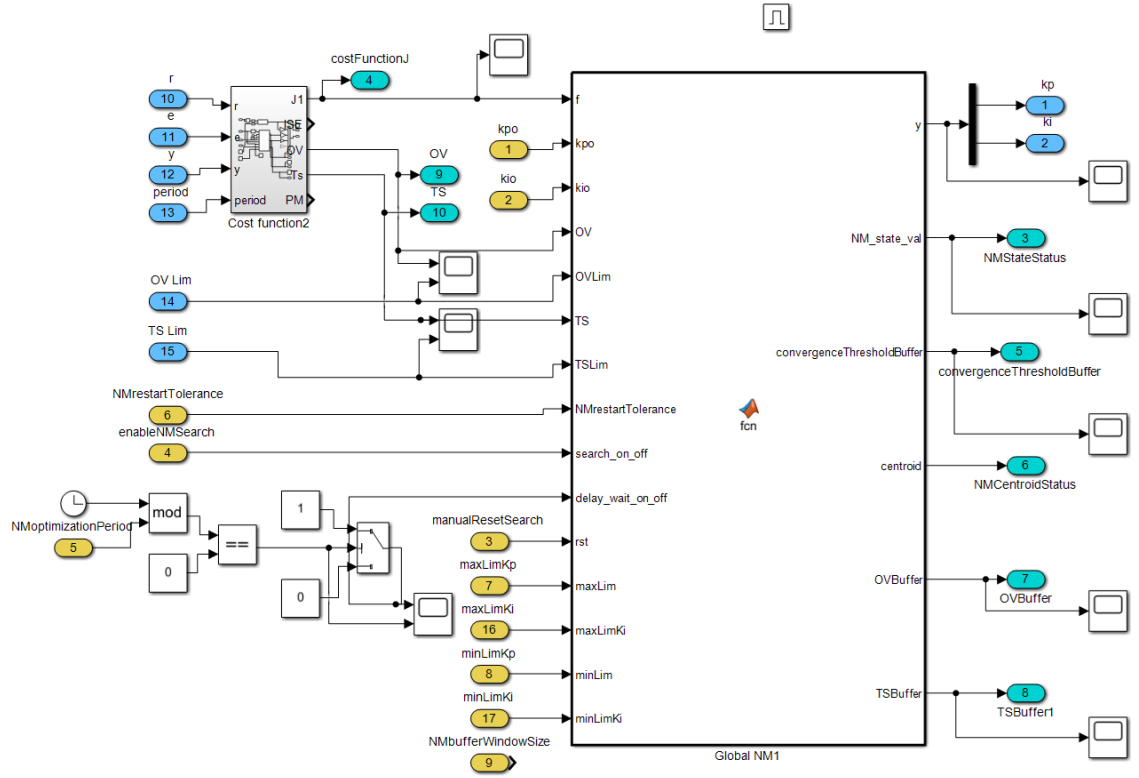 r
10
e
11
y
12
period
13
r
e
y
period
J1
ISE
OV
Ts
PM
Cost function2
costFunctionJ
4
OV
9
TS
10
kpo
1
kio
2
OV Lim
14
TS Lim
15
NMrestartTolerance
6
enableNMSearch
4
NMoptimizationPeriod
5
mod
0
==
1
0
manualResetSearch
3
maxLimKp
7
maxLimKi
16
minLimKp
8
minLimKi
17
NMbufferWindowSize
9
f
kpo
kio
OV
OVLim
TS
TSLim
NMrestartTolerance
search_on_off
delay_wait_on_off
rst
maxLim
maxLimKi
minLim
minLimKi
fcn
y
NM_state_val
convergenceThresholdBuffer
centroid
OVBuffer
TSBuffer
Global NM1
kp
1
ki
2
3
NMStateStatus
5
convergenceThresholdBuffer
6
NMCentroidStatus
7
OVBuffer
8
TSBuffer1